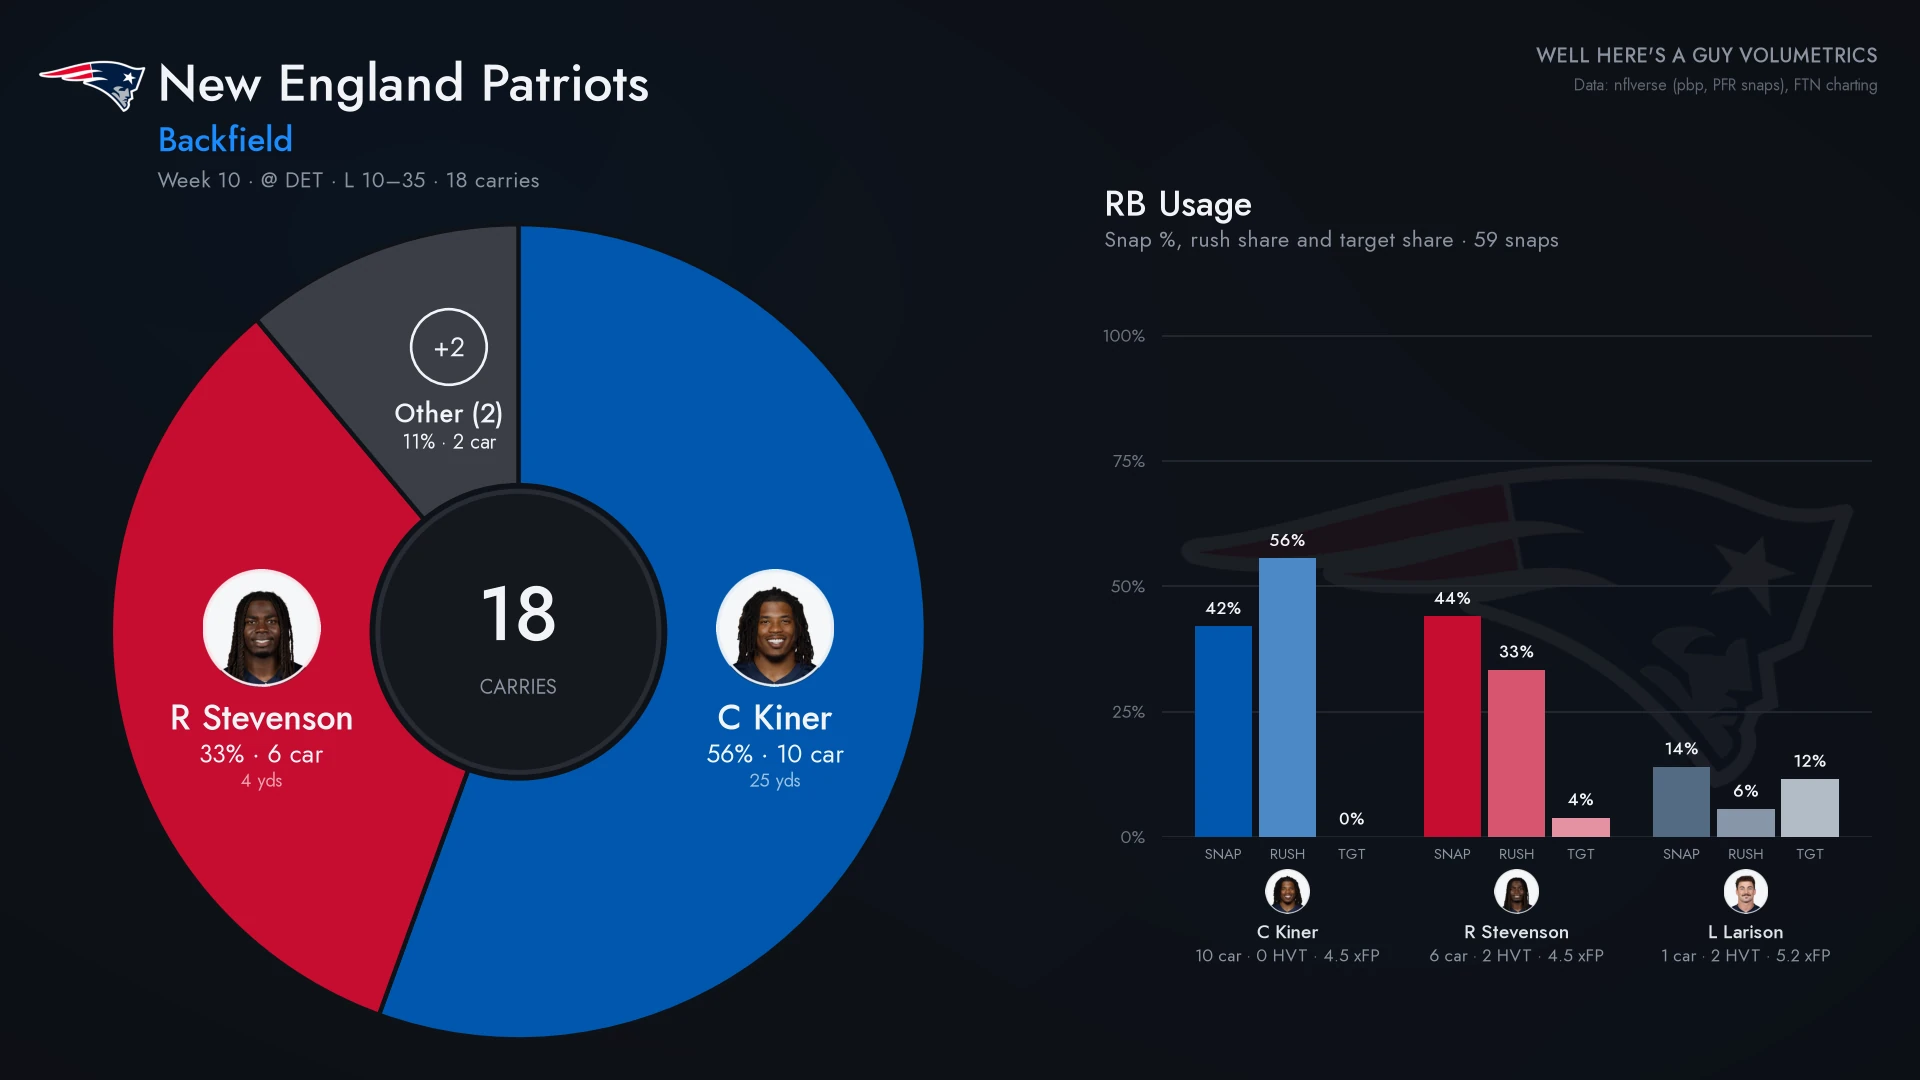 New England Patriots
Backfield
Week 10 · @ DET · L 10–35 · 18 carries
WELL HERE'S A GUY VOLUMETRICS
Data: nflverse (pbp, PFR snaps), FTN charting
+2
Other (2)
11% · 2 car
R Stevenson
33% · 6 car
4 yds
18
CARRIES
C Kiner
56% · 10 car
25 yds
RB Usage
Snap %, rush share and target share · 59 snaps
100%
75%
50%
25%
0%
42%
56%
0%
44%
33%
4%
14%
6%
12%
SNAP RUSH TGT
SNAP RUSH TGT
SNAP RUSH TGT
C Kiner
10 car · 0 HVT · 4.5 xFP
R Stevenson
6 car · 2 HVT · 4.5 xFP
L Larison
1 car · 2 HVT · 5.2 xFP